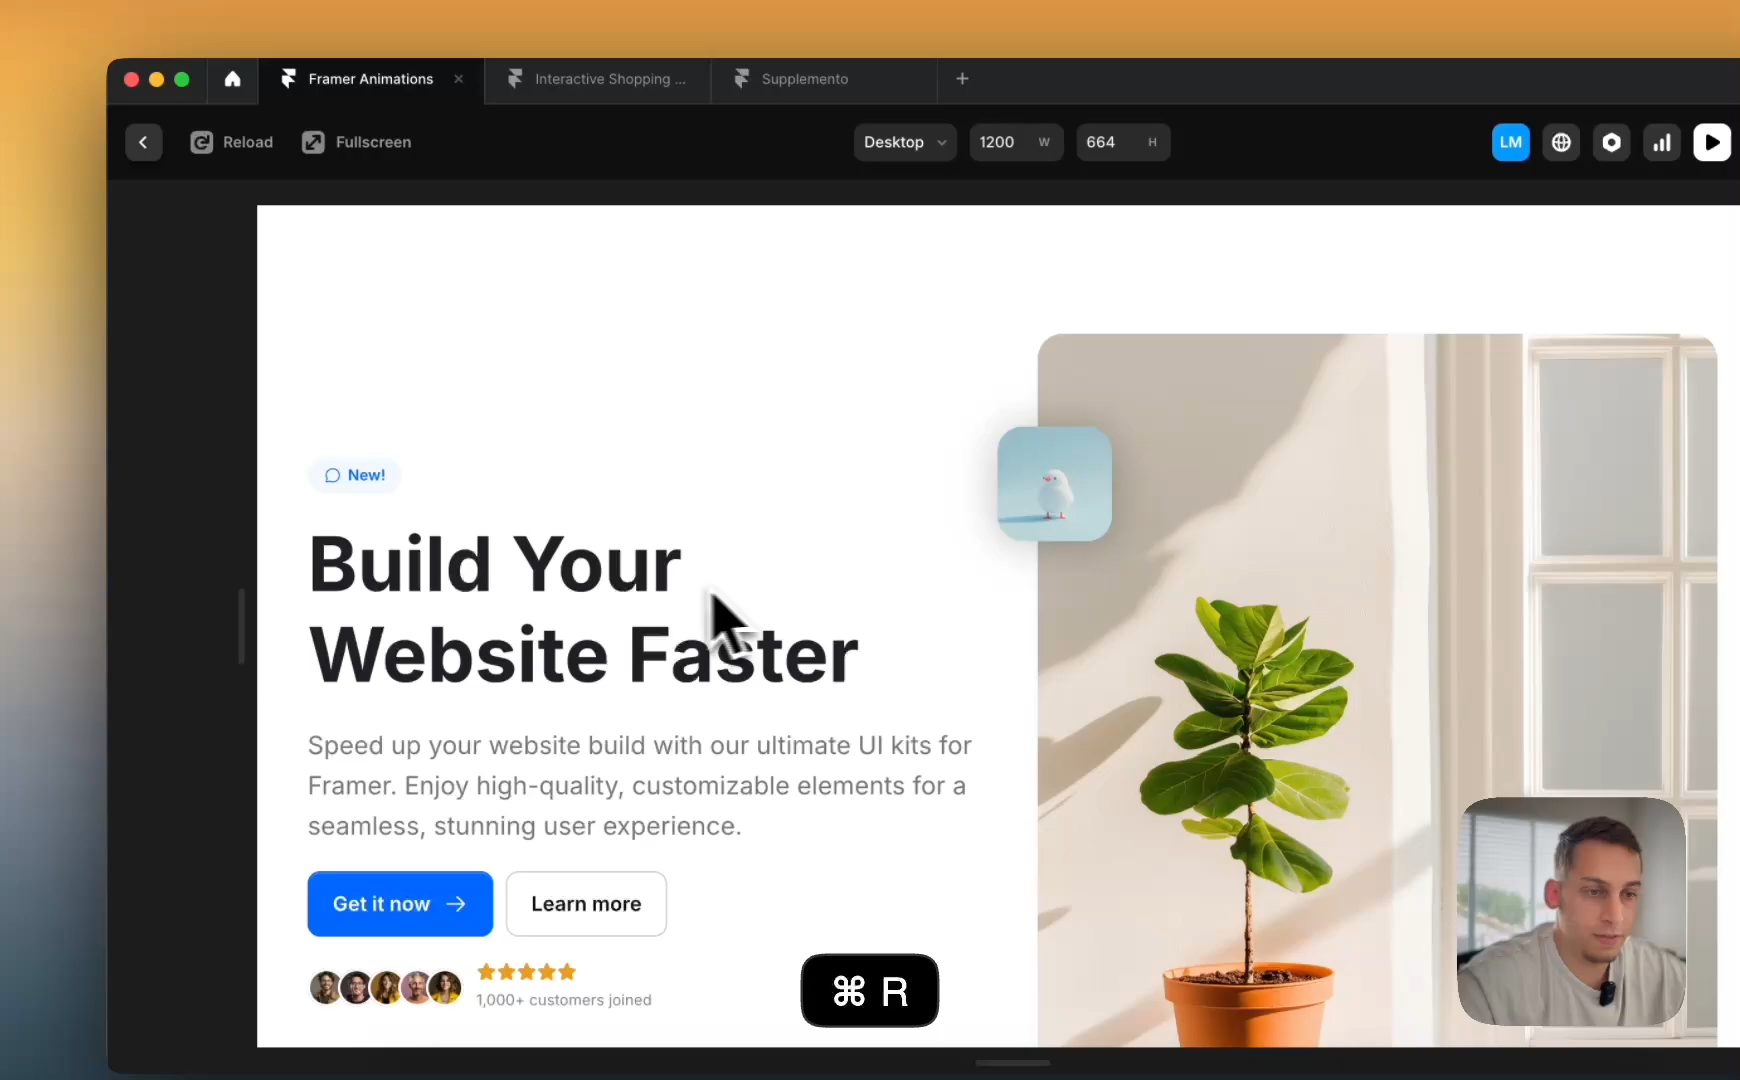 Framer Animations
Interactive Shopping ...
Supplemento
Reload
Fullscreen
Desktop
1200 W
664 H
LM
New!
Build Your
Website Faster
Speed up your website build with our ultimate UI kits for
Framer. Enjoy high-quality, customizable elements for a
seamless, stunning user experience.
Get it now
Learn more
1,000+ customers joined
⌘ R